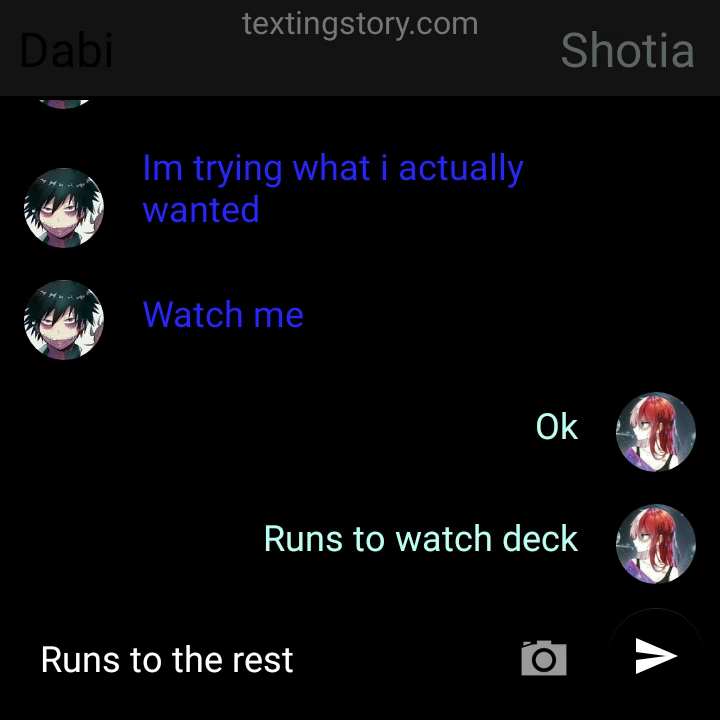 textingstory.com
Dabi
Shotia
Im trying what i actually
wanted
Watch me
Ok
Runs to watch deck
Runs to the rest